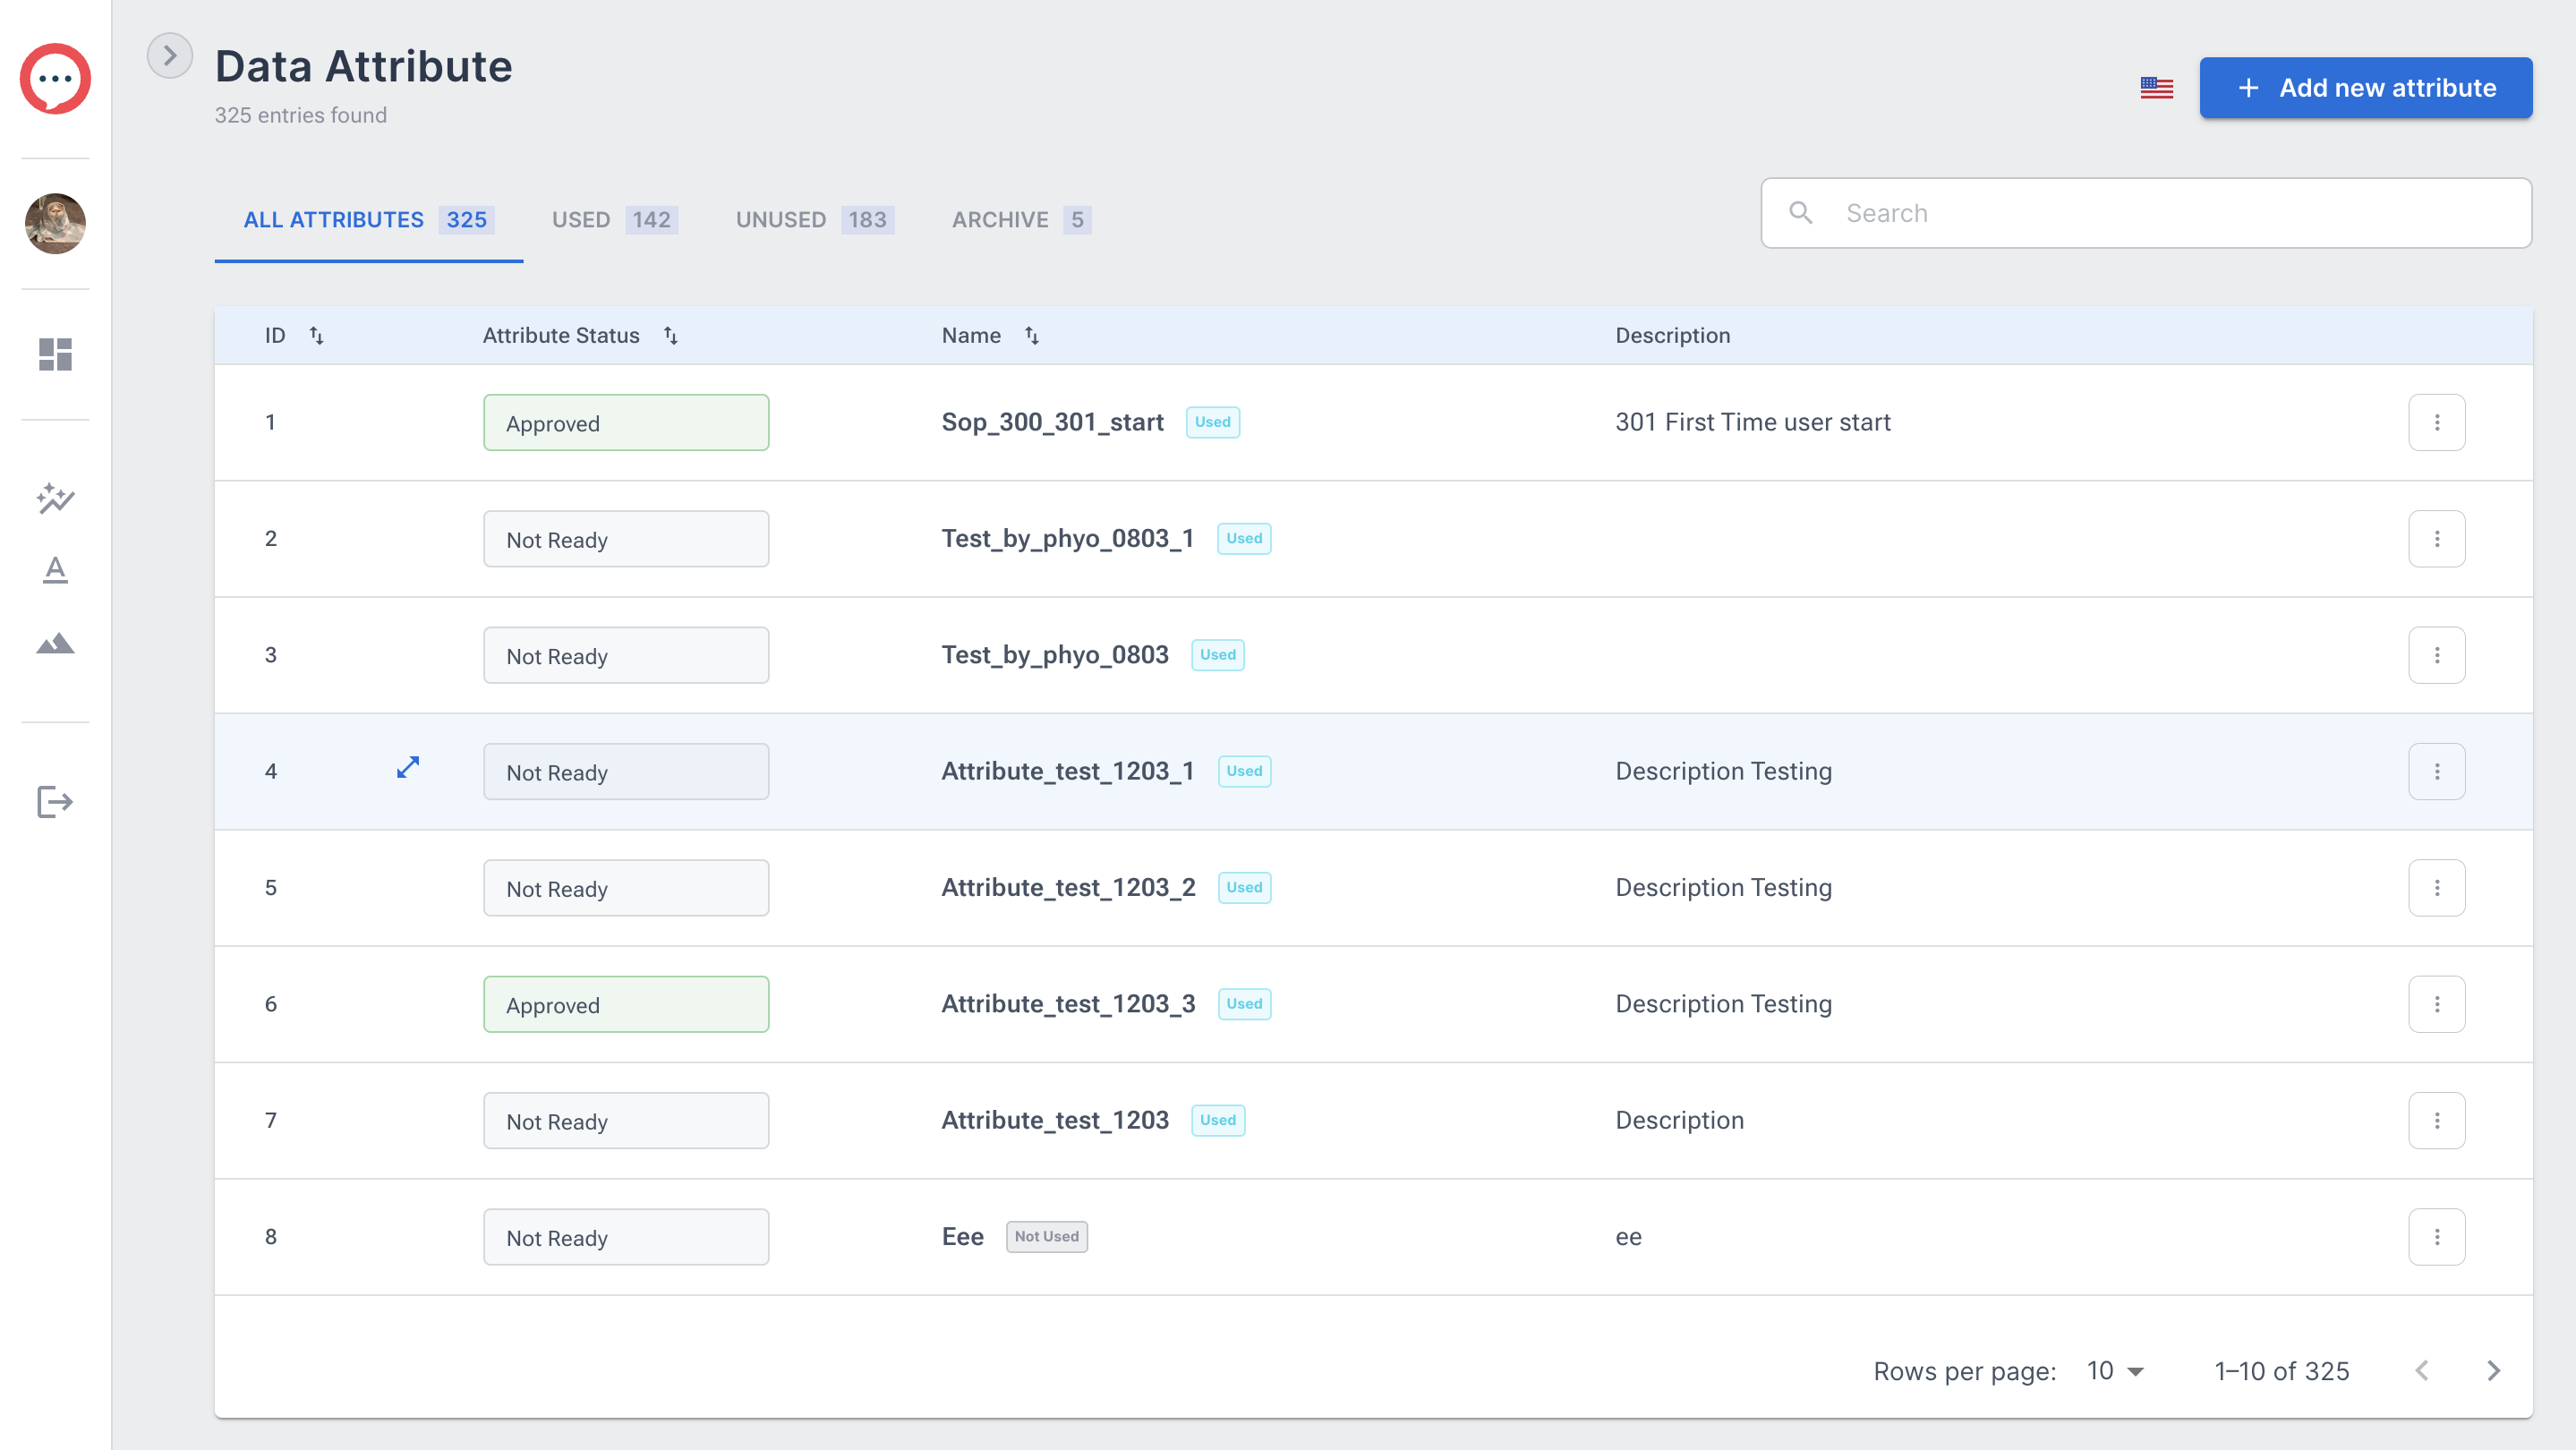 Data Attribute
325 entries found
+ Add new attribute
ALL ATTRIBUTES 325 USED 142 UNUSED 183 ARCHIVE 5
Search
ID Attribute Status Name Description
1 Approved Sop_300_301_start Used 301 First Time user start
2 Not Ready Test_by_phyo_0803_1 Used
3 Not Ready Test_by_phyo_0803 Used
4 Not Ready Attribute_test_1203_1 Used Description Testing
5 Not Ready Attribute_test_1203_2 Used Description Testing
6 Approved Attribute_test_1203_3 Used Description Testing
7 Not Ready Attribute_test_1203 Used Description
8 Not Ready Eee Not Used ee
Rows per page: 10 1–10 of 325